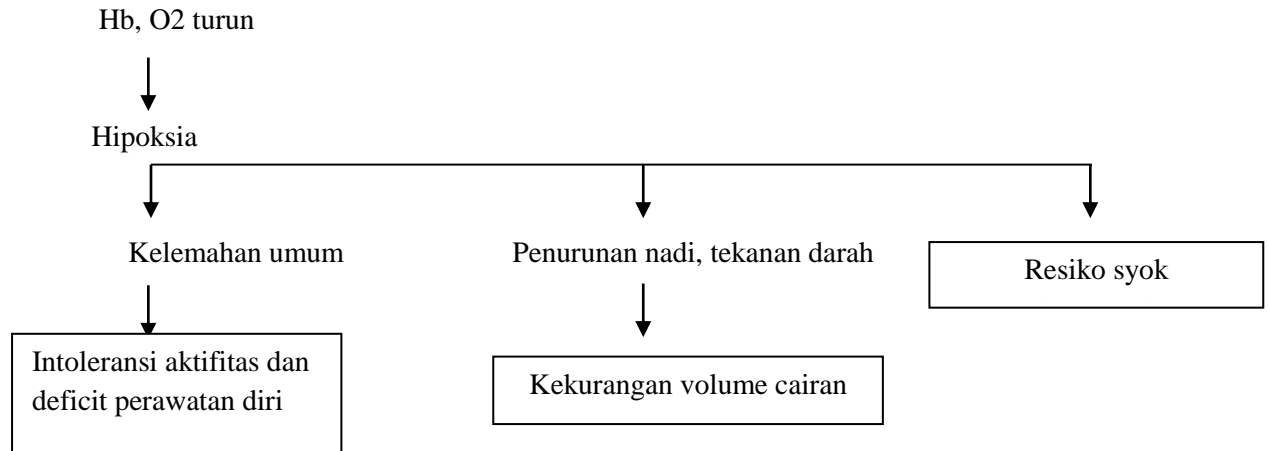 Hb, O2 turun
Hipoksia
Kelemahan umum
Penurunan nadi, tekanan darah
Resiko syok
Intoleransi aktifitas dan
deficit perawatan diri
Kekurangan volume cairan